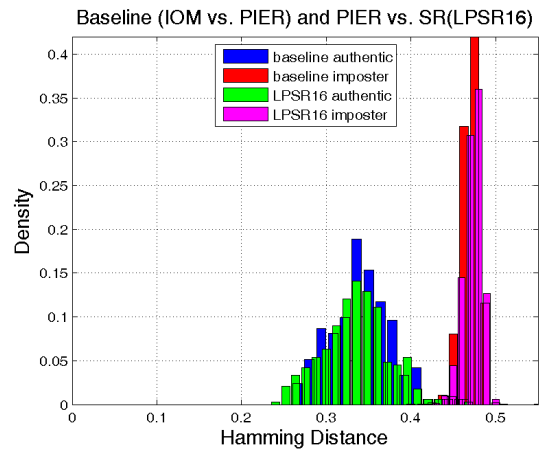 Baseline (IOM vs. PIER) and PIER vs. SR(LPSR16)
baseline authentic
baseline imposter
LPSR16 authentic
LPSR16 imposter
Density
0.4
0.35
0.3
0.25
0.2
0.15
0.1
0.05
0
0 0.1 0.2 0.3 0.4 0.5
Hamming Distance